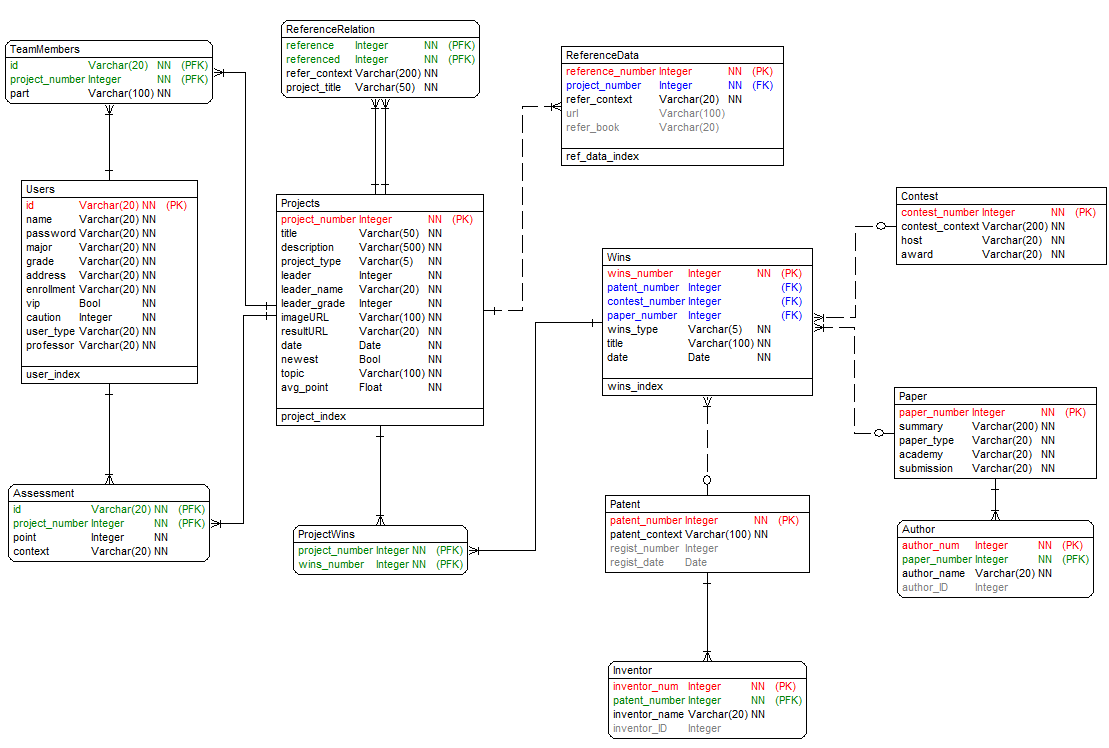 TeamMembers
id Varchar(20) NN (PFK)
project_number Integer NN (PFK)
part Varchar(100) NN
ReferenceRelation
reference Integer NN (PFK)
referenced Integer NN (PFK)
refer_context Varchar(200) NN
project_title Varchar(50) NN
ReferenceData
reference_number Integer NN (PK)
project_number Integer NN (FK)
refer_context Varchar(20) NN
url Varchar(100)
refer_book Varchar(20)
ref_data_index
Users
id Varchar(20) NN (PK)
name Varchar(20) NN
password Varchar(20) NN
major Varchar(20) NN
grade Varchar(20) NN
address Varchar(20) NN
enrollment Varchar(20) NN
vip Bool NN
caution Integer NN
user_type Varchar(20) NN
professor Varchar(20) NN
user_index
Projects
project_number Integer NN (PK)
title Varchar(50) NN
description Varchar(500) NN
project_type Varchar(5) NN
leader Integer NN
leader_name Varchar(20) NN
leader_grade Integer NN
imageURL Varchar(100) NN
resultURL Varchar(20) NN
date Date NN
newest Bool NN
topic Varchar(100) NN
avg_point Float NN
project_index
Wins
wins_number Integer NN (PK)
patent_number Integer (FK)
contest_number Integer (FK)
paper_number Integer (FK)
wins_type Varchar(5) NN
title Varchar(100) NN
date Date NN
wins_index
Contest
contest_number Integer NN (PK)
contest_context Varchar(200) NN
host Varchar(20) NN
award Varchar(20) NN
Paper
paper_number Integer NN (PK)
summary Varchar(200) NN
paper_type Varchar(20) NN
academy Varchar(20) NN
submission Varchar(20) NN
Assessment
id Varchar(20) NN (PFK)
project_number Integer NN (PFK)
point Integer NN
context Varchar(20) NN
ProjectWins
project_number Integer NN (PFK)
wins_number Integer NN (PFK)
Patent
patent_number Integer NN (PK)
patent_context Varchar(100) NN
regist_number Integer
regist_date Date
Author
author_num Integer NN (PK)
paper_number Integer NN (PFK)
author_name Varchar(20) NN
author_ID Integer
Inventor
inventor_num Integer NN (PK)
patent_number Integer NN (PFK)
inventor_name Varchar(20) NN
inventor_ID Integer